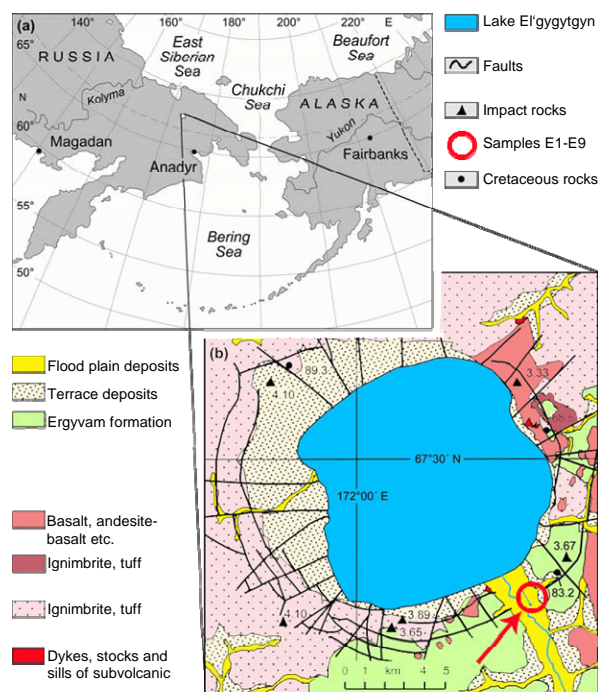 (a)
140°
160°
180°
200°
220°
E
65°
N
60°
55°
50°
RUSSIA
East
Siberian
Sea
Beaufort
Sea
Chukchi
Sea
ALASKA
Kolyma
Magadan
Anadyr
Yukon
Fairbanks
Bering
Sea
Lake El'gygytgyn
Faults
Impact rocks
Samples E1-E9
Cretaceous rocks
(b)
Flood plain deposits
Terrace deposits
Ergyvam formation
Basalt, andesite-
basalt etc.
Ignimbrite, tuff
Ignimbrite, tuff
Dykes, stocks and
sills of subvolcanic
89.3
4.10
3.33
67°30´ N
172°00´ E
3.67
83.2
4.10
3.89
3.65
0 1 km 4 5